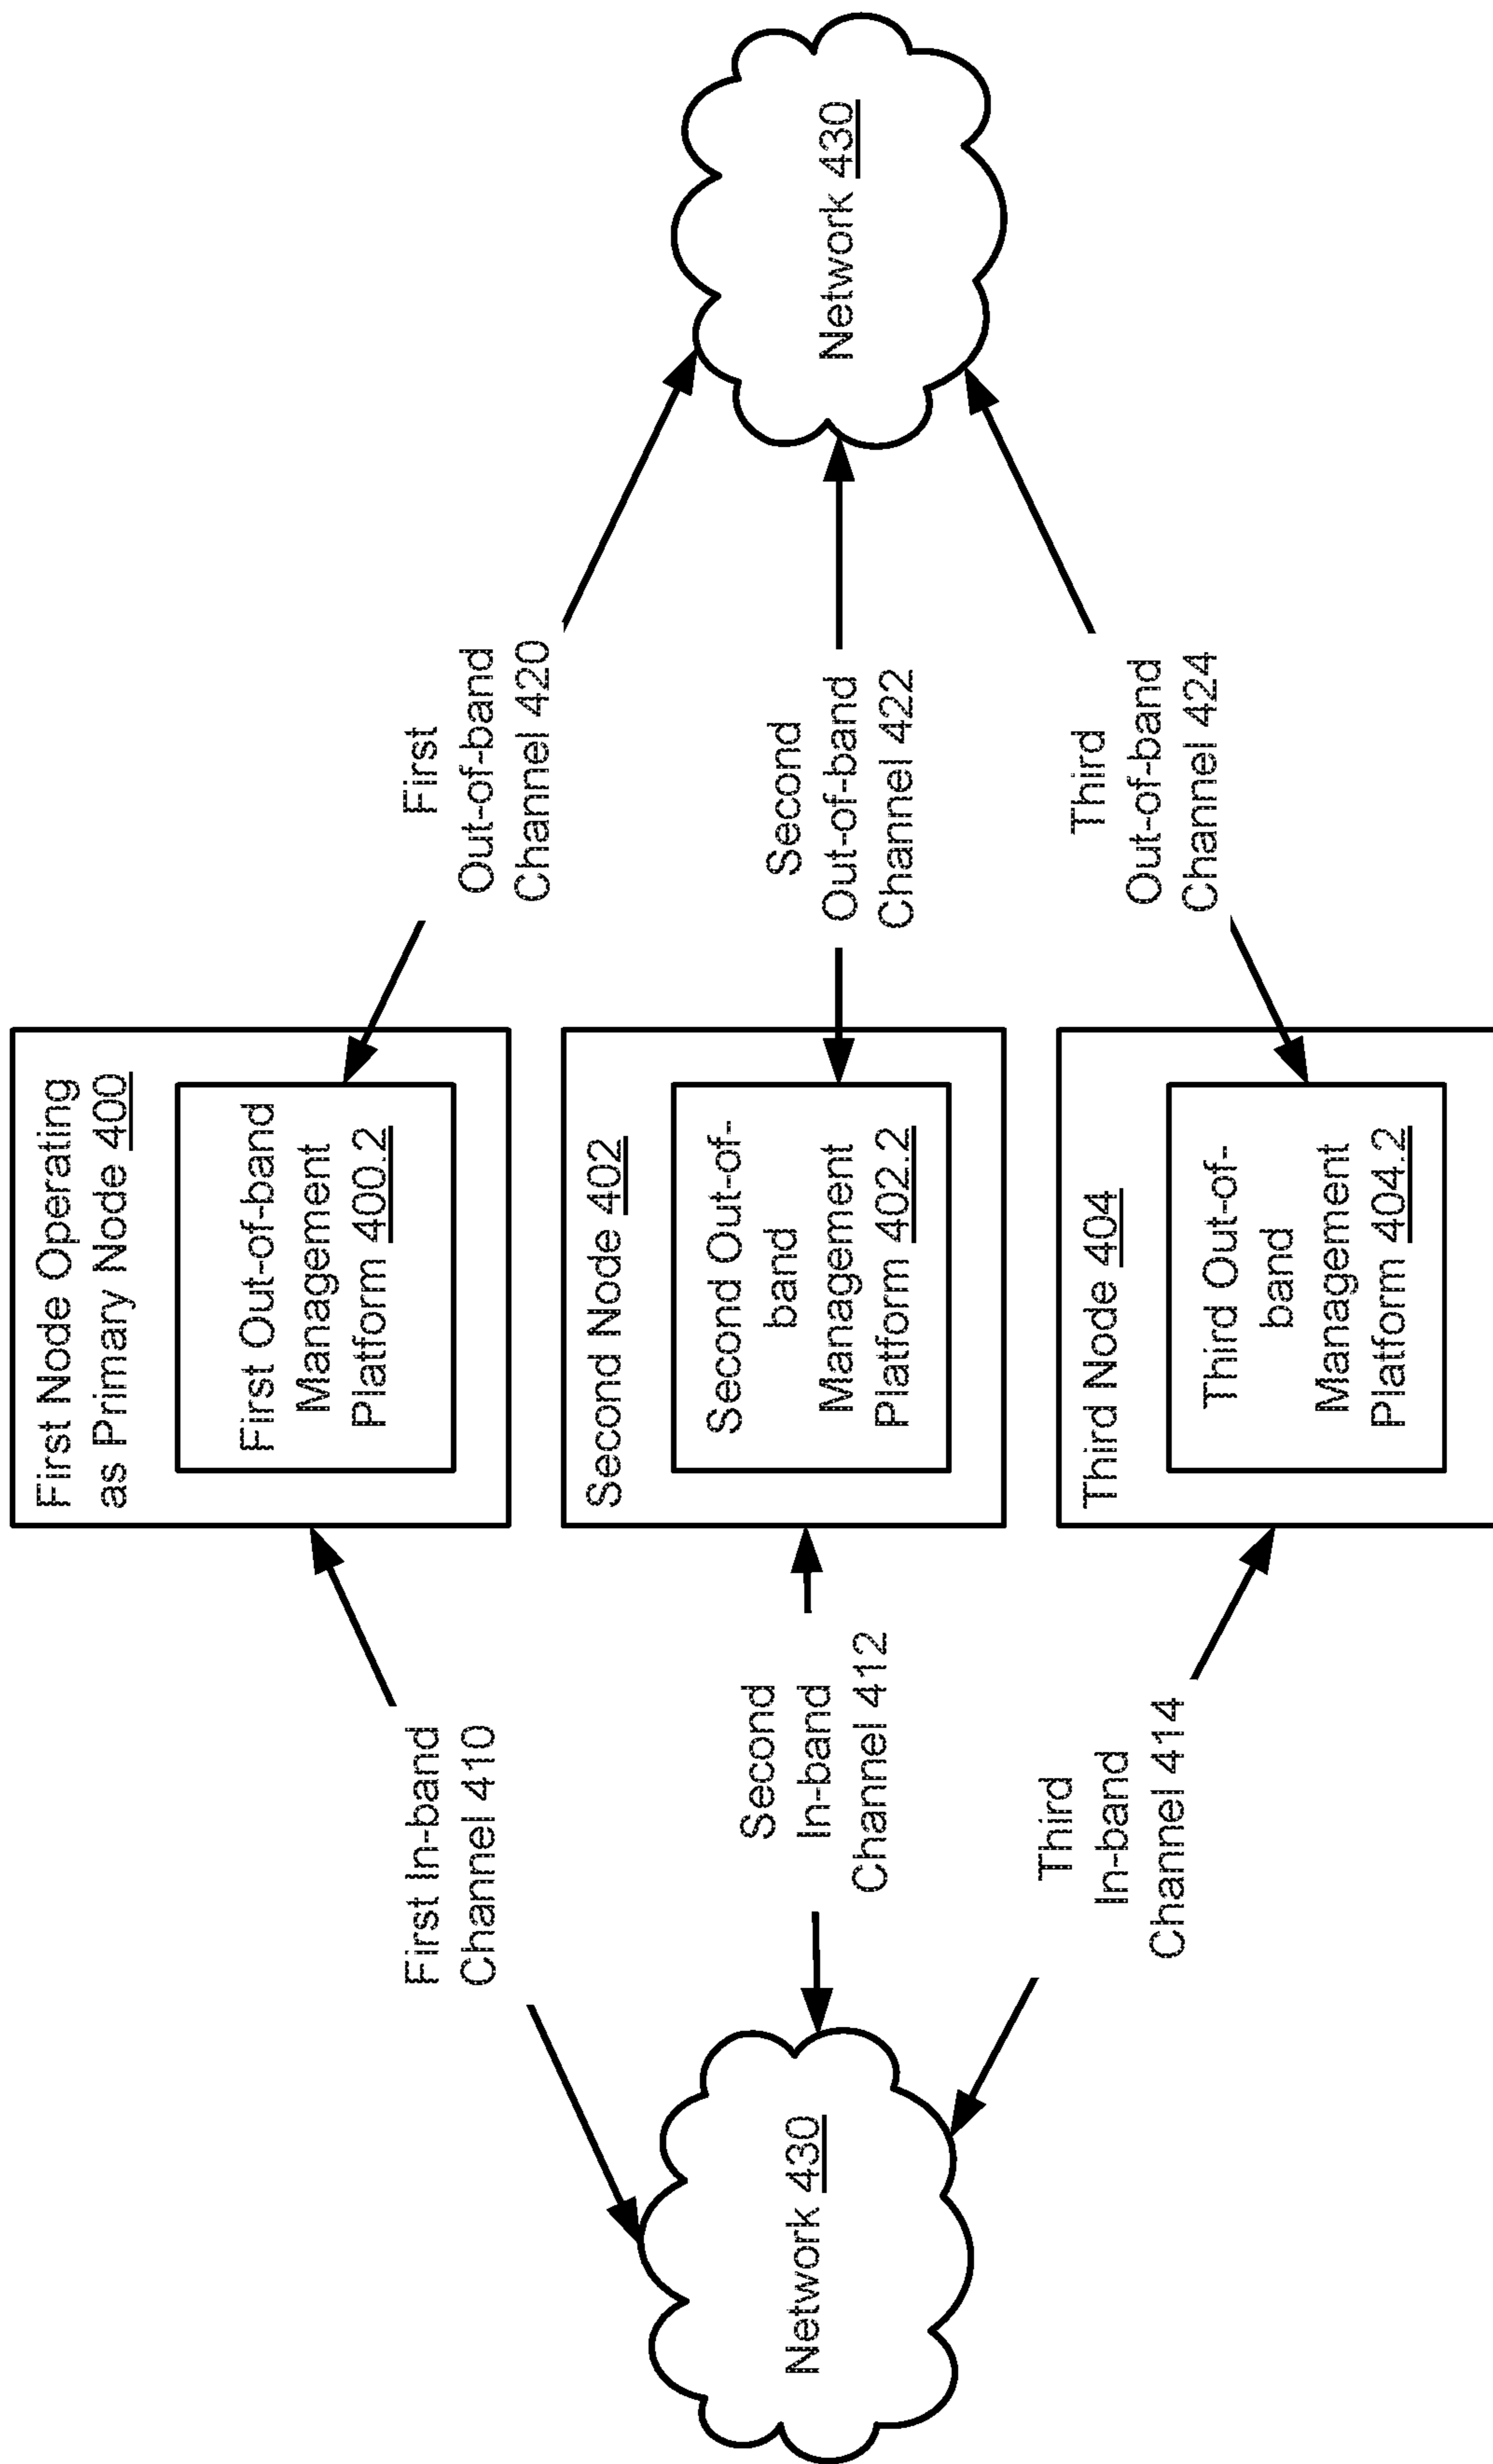 First Node Operating
as Primary Node 400
First Out-of-band
Management
Platform 400.2
First In-band
Channel 410
First
Out-of-band
Channel 420
Second Node 402
Second Out-of-
band
Management
Platform 402.2
Network 430
Second
In-band
Channel 412
Second
Out-of-band
Channel 422
Network 430
Third Node 404
Third Out-of-
band
Management
Platform 404.2
Third
In-band
Channel 414
Third
Out-of-band
Channel 424